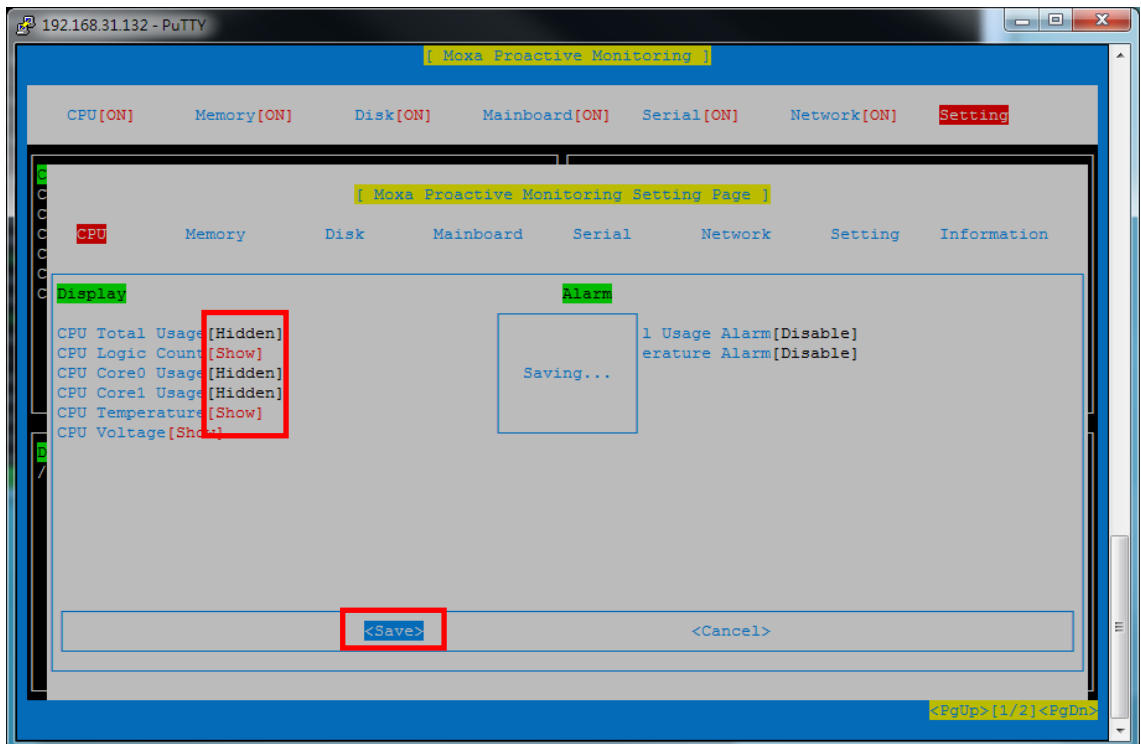 192.168.31.132 - PuTTY
[ Moxa Proactive Monitoring ]
CPU[ON] Memory[ON] Disk[ON] Mainboard[ON] Serial[ON] Network[ON] Setting
[ Moxa Proactive Monitoring Setting Page ]
CPU Memory Disk Mainboard Serial Network Setting Information
Display Alarm
CPU Total Usage[Hidden] l Usage Alarm[Disable]
CPU Logic Count[Show] erature Alarm[Disable]
CPU Core0 Usage[Hidden] Saving...
CPU Core1 Usage[Hidden]
CPU Temperature[Show]
CPU Voltage[Show]
<Save> <Cancel>
<PgUp>[1/2]<PgDn>